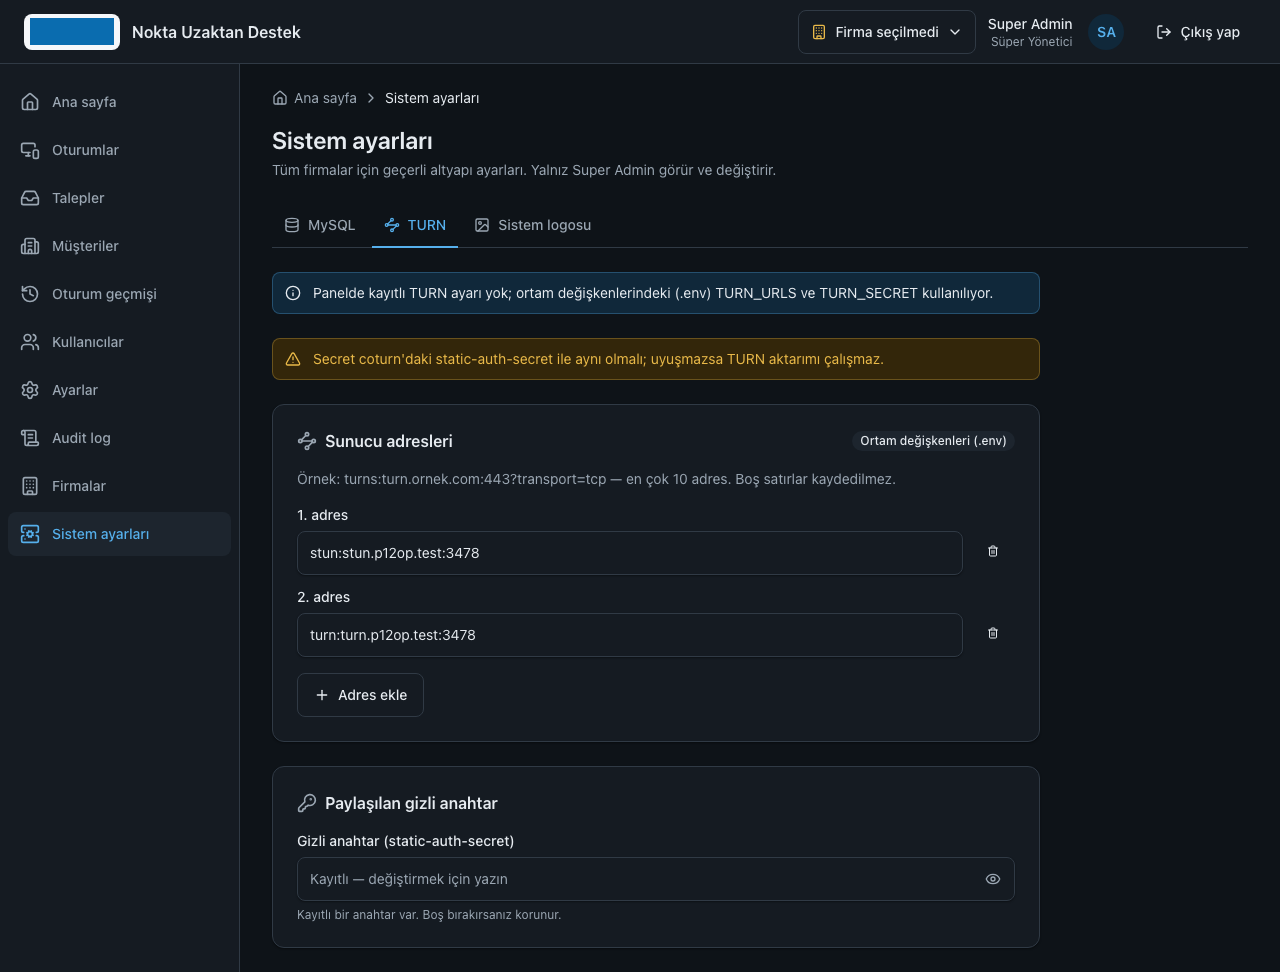 Nokta Uzaktan Destek
Firma seçilmedi
Super Admin
Süper Yönetici
SA
Çıkış yap
Ana sayfa
Oturumlar
Talepler
Müşteriler
Oturum geçmişi
Kullanıcılar
Ayarlar
Audit log
Firmalar
Sistem ayarları
Ana sayfa
Sistem ayarları
Sistem ayarları
Tüm firmalar için geçerli altyapı ayarları. Yalnız Super Admin görür ve değiştirir.
MySQL
TURN
Sistem logosu
Panelde kayıtlı TURN ayarı yok; ortam değişkenlerindeki (.env) TURN_URLS ve TURN_SECRET kullanılıyor.
Secret coturn'daki static-auth-secret ile aynı olmalı; uyuşmazsa TURN aktarımı çalışmaz.
Sunucu adresleri
Ortam değişkenleri (.env)
Örnek: turns:turn.ornek.com:443?transport=tcp — en çok 10 adres. Boş satırlar kaydedilmez.
1. adres
stun:stun.p12op.test:3478
2. adres
turn:turn.p12op.test:3478
Adres ekle
Paylaşılan gizli anahtar
Gizli anahtar (static-auth-secret)
Kayıtlı — değiştirmek için yazın
Kayıtlı bir anahtar var. Boş bırakırsanız korunur.